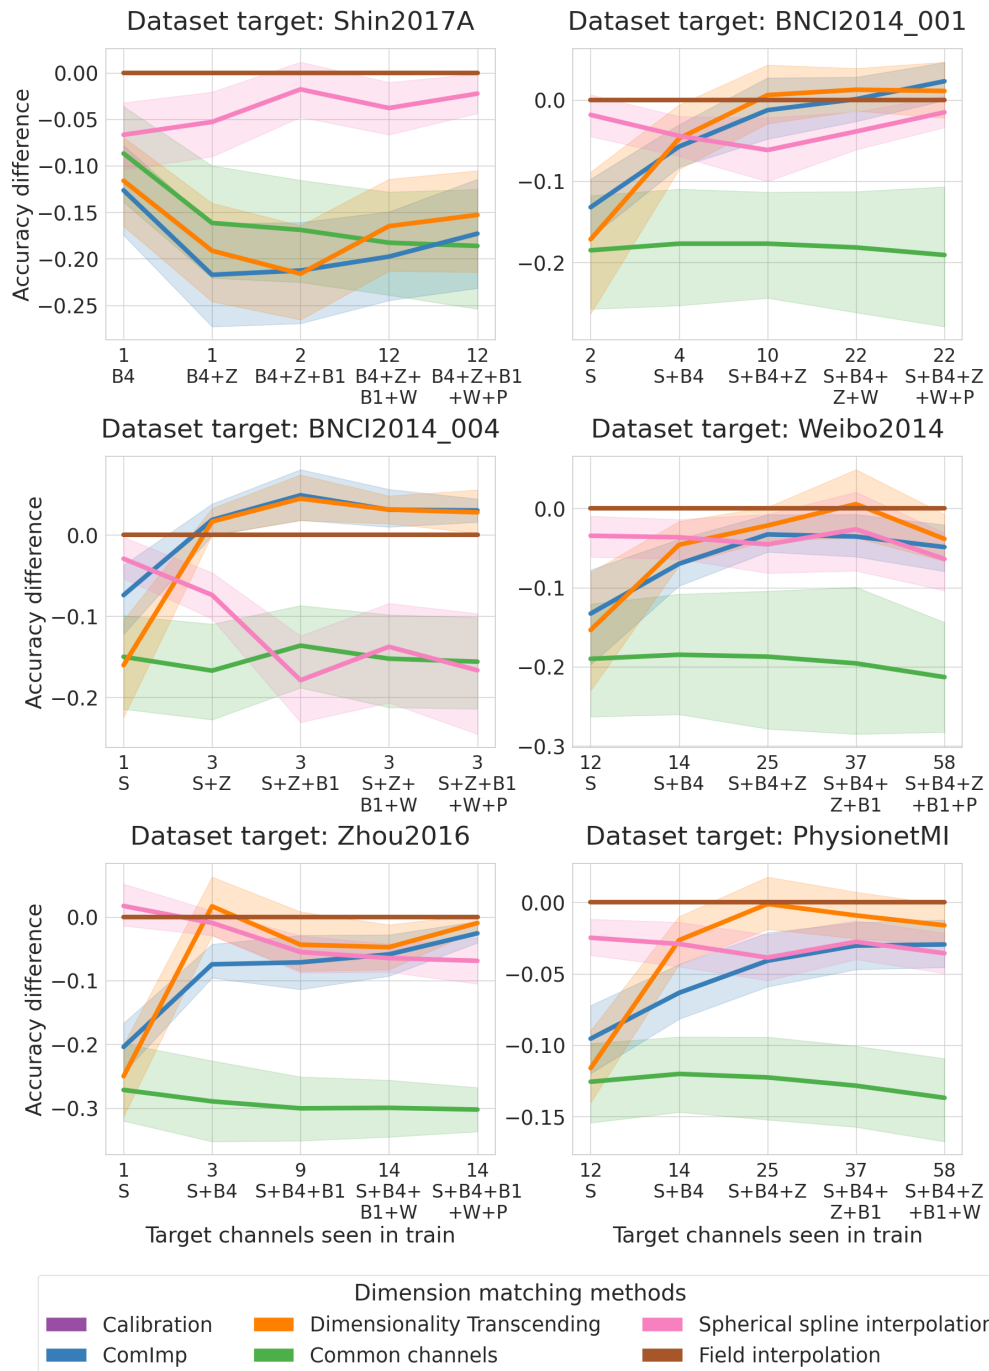 Dataset target: Shin2017A
Dataset target: BNCI2014_001
Accuracy difference
0.00
−0.05
−0.10
−0.15
−0.20
−0.25
1
B4
1
B4+Z
2
B4+Z+B1
12
B4+Z+
B1+W
12
B4+Z+B1
+W+P
0.0
−0.1
−0.2
2
S
4
S+B4
10
S+B4+Z
22
S+B4+
Z+W
22
S+B4+Z
+W+P
Dataset target: BNCI2014_004
Dataset target: Weibo2014
Accuracy difference
0.0
−0.1
−0.2
1
S
3
S+Z
3
S+Z+B1
3
S+Z+
B1+W
3
S+Z+B1
+W+P
0.0
−0.1
−0.2
−0.3
12
S
14
S+B4
25
S+B4+Z
37
S+B4+
Z+B1
58
S+B4+Z
+B1+P
Dataset target: Zhou2016
Dataset target: PhysionetMI
Accuracy difference
0.0
−0.1
−0.2
−0.3
1
S
3
S+B4
9
S+B4+B1
14
S+B4+
B1+W
14
S+B4+B1
+W+P
Target channels seen in train
0.00
−0.05
−0.10
−0.15
12
S
14
S+B4
25
S+B4+Z
37
S+B4+
Z+B1
58
S+B4+Z
+B1+W
Target channels seen in train
Dimension matching methods
Calibration
Dimensionality Transcending
Spherical spline interpolation
ComImp
Common channels
Field interpolation